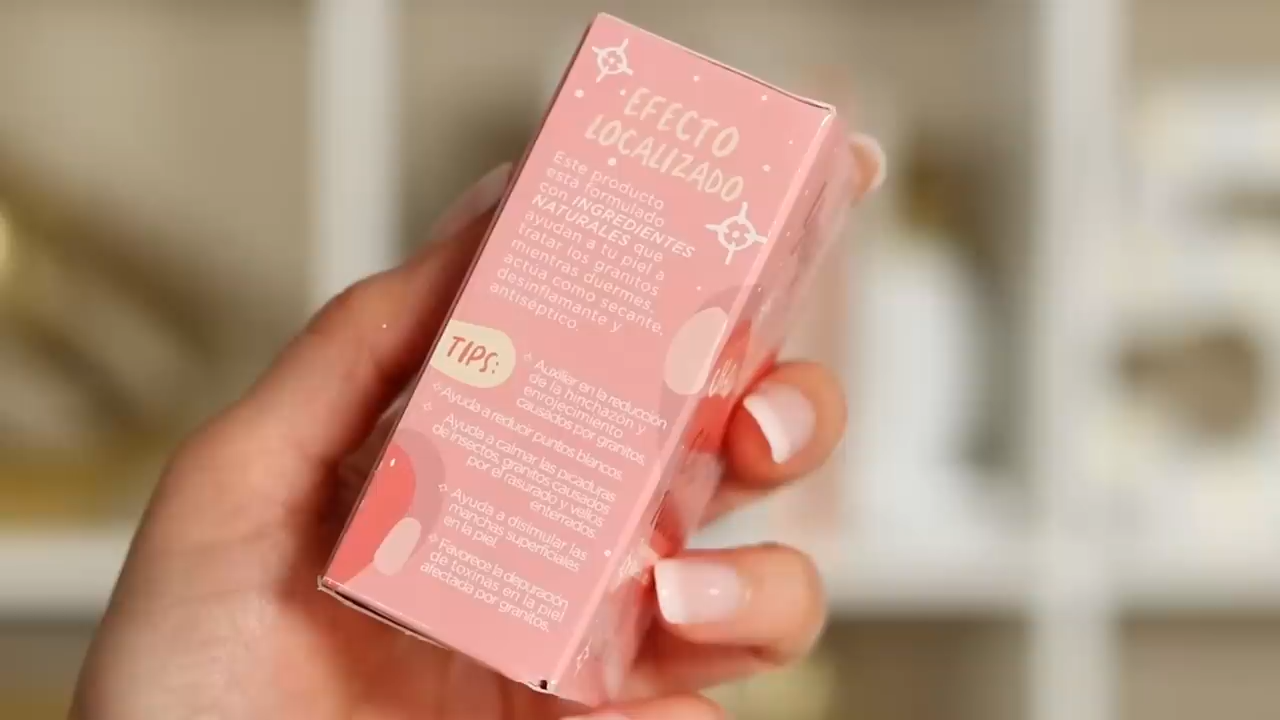 EFECTO
LOCALIZADO
Este producto
está formulado
con INGREDIENTES
NATURALES que
ayudan a tu piel a
tratar los granitos
mientras duermes,
actúa como secante,
desinflamante y
antiseptico.
TIPS:
Auxiliar en la reducción
de la hinchazón y
enrojecimiento
causados por granitos.
Ayuda a reducir puntos blancos.
Ayuda a calmar las picaduras
de insectos, granitos causados
por el rasurado y vellos
enterrados.
Ayuda a disimular las
manchas superficiales
en la piel.
Favorece la depuración
de toxinas en la piel
afectada por granitos.